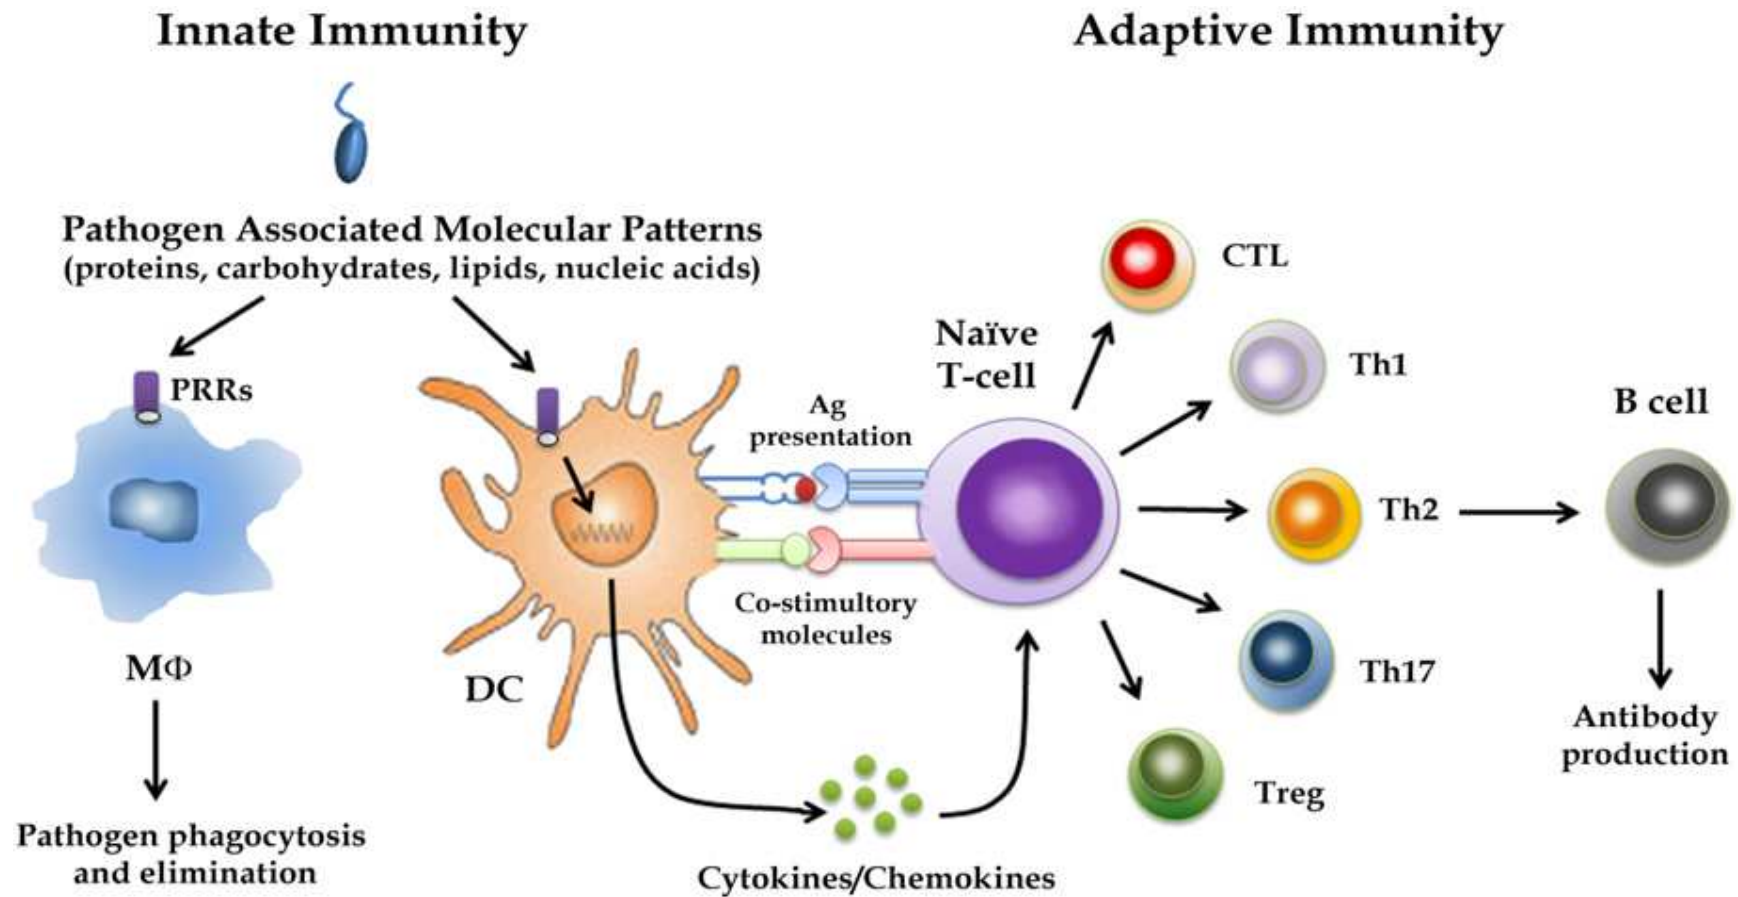 Innate Immunity
Adaptive Immunity
Pathogen Associated Molecular Patterns
(proteins, carbohydrates, lipids, nucleic acids)
PRRs
MΦ
Pathogen phagocytosis
and elimination
DC
Ag
presentation
Co-stimultory
molecules
Cytokines/Chemokines
Naïve
T-cell
CTL
Th1
Th2
Th17
Treg
B cell
Antibody
production